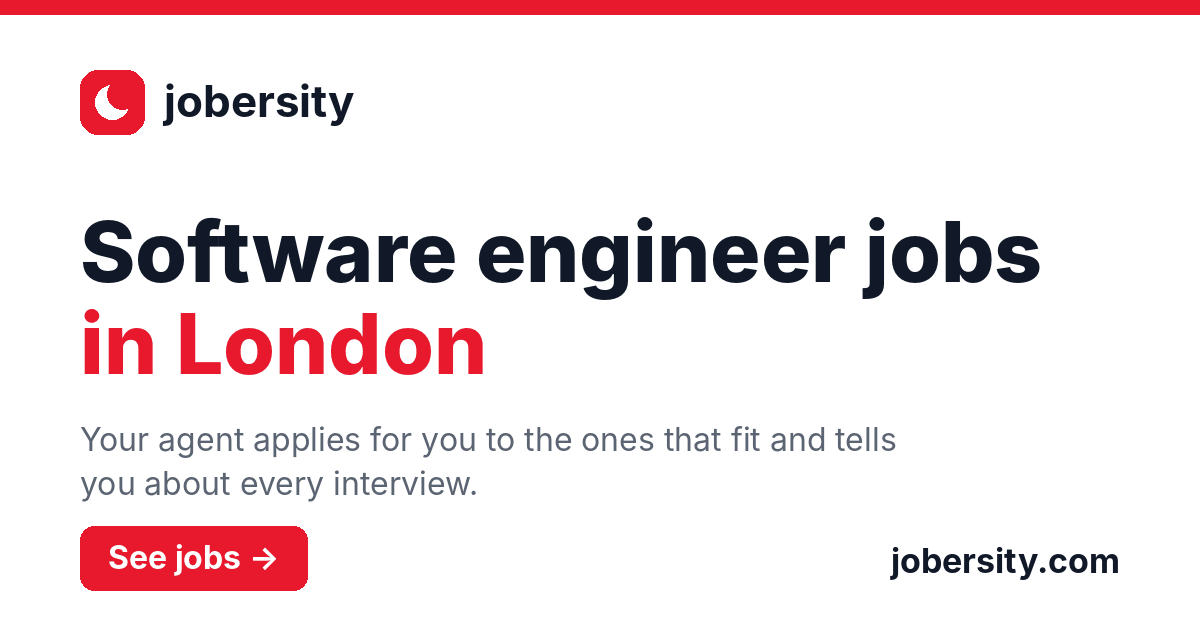 jobersity
Software engineer jobs
in London
Your agent applies for you to the ones that fit and tells
you about every interview.
See jobs →
jobersity.com